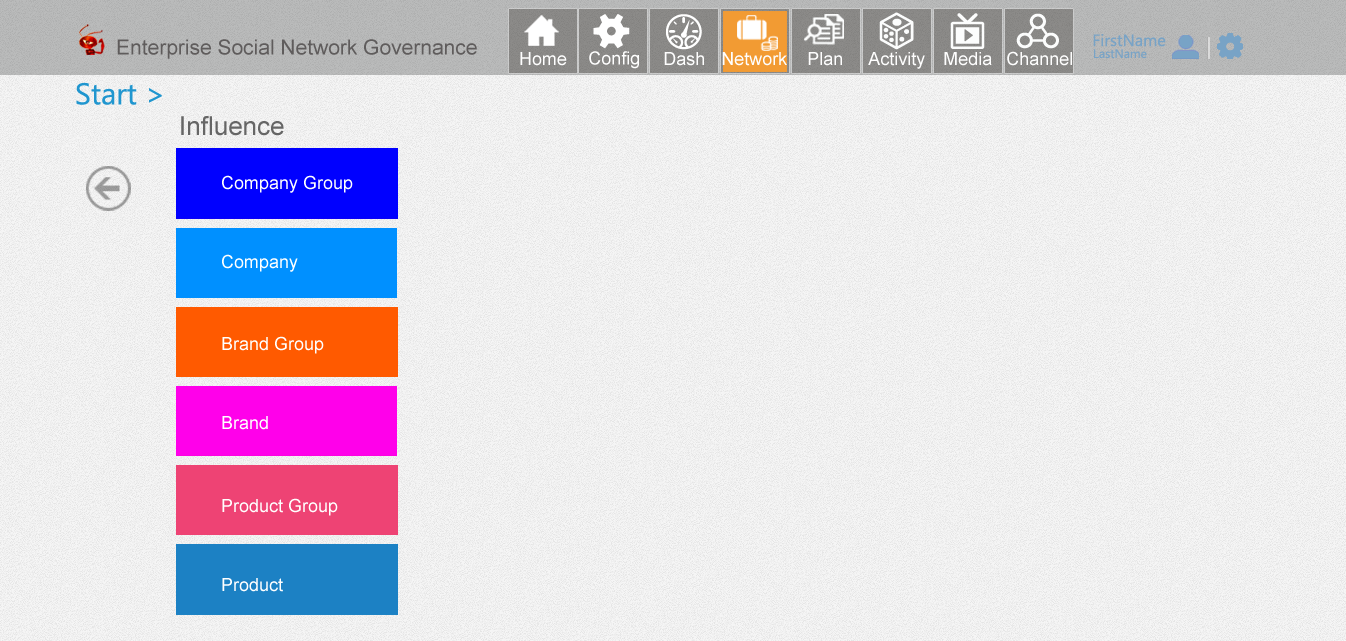 Enterprise Social Network Governance
Home
Config
Dash
Network
Plan
Activity
Media
Channel
FirstName
LastName
Start >
Influence
Company Group
Company
Brand Group
Brand
Product Group
Product